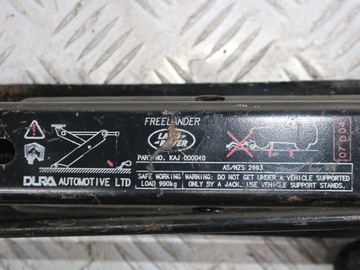 FREELANDER
LAND ROVER
PART NO. KAJ 000040
AS/NZS 2693
DURA AUTOMOTIVE LTD
SAFE WORKING LOAD 990kg
WARNING: DO NOT GET UNDER A VEHICLE SUPPORTED
ONLY BY A JACK. USE VEHICLE SUPPORT STANDS.